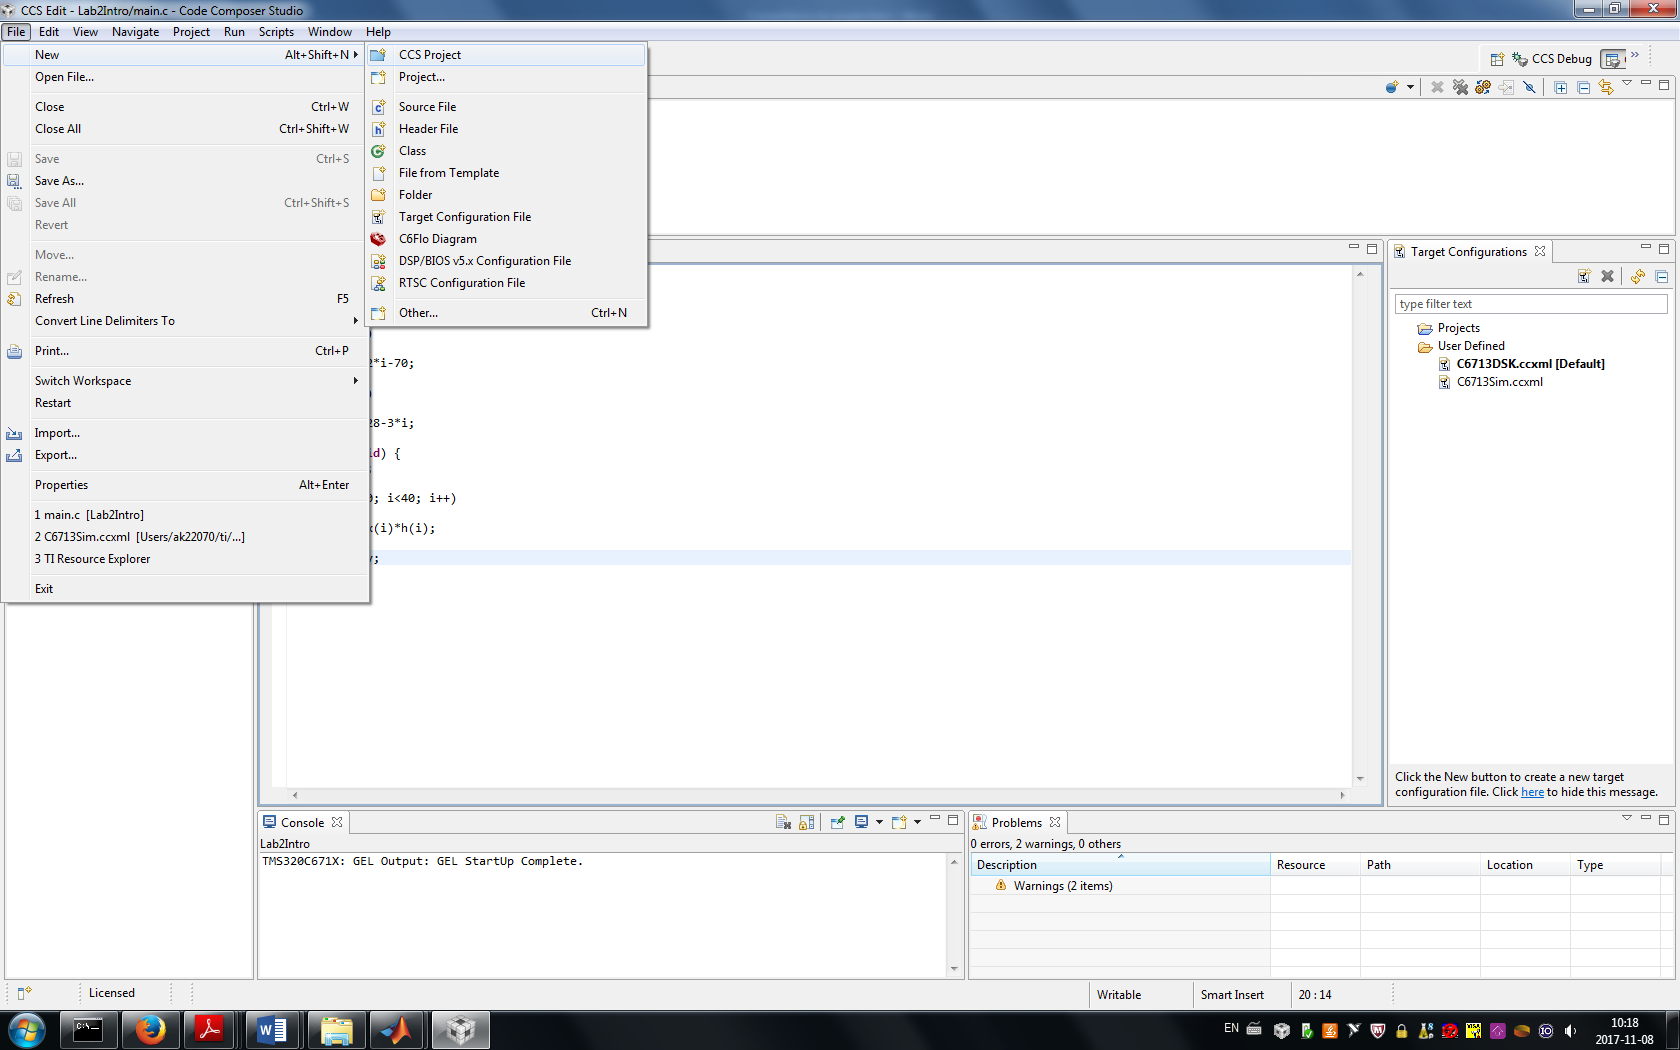 CCS Edit - Lab2Intro/main.c - Code Composer Studio
File Edit View Navigate Project Run Scripts Window Help
New Alt+Shift+N
Open File...
Close Ctrl+W
Close All Ctrl+Shift+W
Save Ctrl+S
Save As...
Save All Ctrl+Shift+S
Revert
Move...
Rename...
Refresh F5
Convert Line Delimiters To
Print... Ctrl+P
Switch Workspace
Restart
Import...
Export...
Properties Alt+Enter
1 main.c [Lab2Intro]
2 C6713Sim.ccxml [Users/ak22070/ti/...]
3 TI Resource Explorer
Exit
CCS Project
Project...
Source File
Header File
Class
File from Template
Folder
Target Configuration File
C6Flo Diagram
DSP/BIOS v5.x Configuration File
RTSC Configuration File
Other... Ctrl+N
CCS Debug
*i-70;
28-3*i;
) {
; i<40; i++)
(i)*h(i);
;
Target Configurations
type filter text
Projects
User Defined
C6713DSK.ccxml [Default]
C6713Sim.ccxml
Click the New button to create a new target
configuration file. Click here to hide this message.
Console
Lab2Intro
TMS320C671X: GEL Output: GEL StartUp Complete.
Problems
0 errors, 2 warnings, 0 others
Description Resource Path Location Type
Warnings (2 items)
Licensed
Writable Smart Insert 20 : 14
EN
10:18
2017-11-08